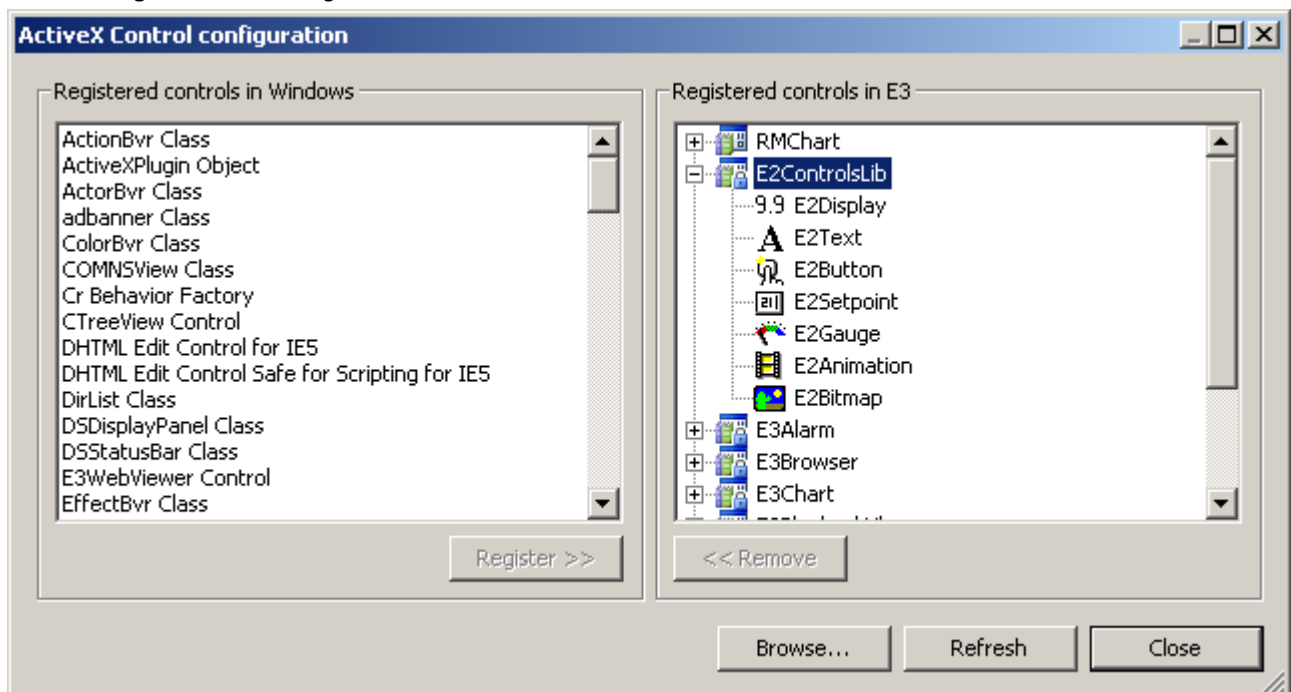 ActiveX Control configuration
Registered controls in Windows
ActionBvr Class
ActiveXPlugin Object
ActorBvr Class
adbanner Class
ColorBvr Class
COMNSView Class
Cr Behavior Factory
CTreeView Control
DHTML Edit Control for IE5
DHTML Edit Control Safe for Scripting for IE5
DirList Class
DSDisplayPanel Class
DSStatusBar Class
E3WebViewer Control
EffectBvr Class
Register >>
Registered controls in E3
RMChart
E2ControlsLib
9.9 E2Display
A E2Text
E2Button
E2Setpoint
E2Gauge
E2Animation
E2Bitmap
E3Alarm
E3Browser
E3Chart
<< Remove
Browse...
Refresh
Close